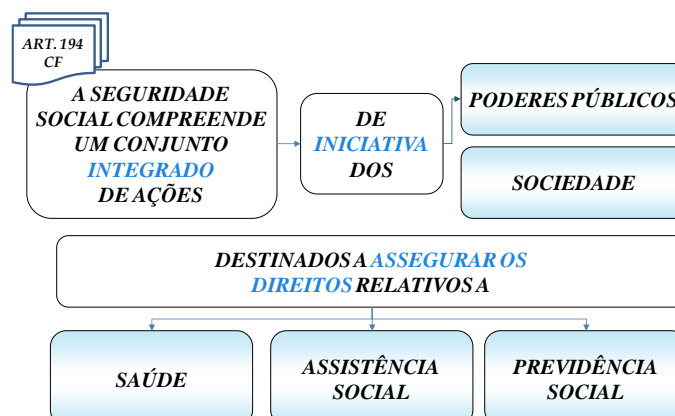 ART. 194
CF
A SEGURIDADE
SOCIAL COMPREENDE
UM CONJUNTO
INTEGRADO
DE AÇÕES
DE
INICIATIVA
DOS
PODERES PÚBLICOS
SOCIEDADE
DESTINADOS A ASSEGURAR OS
DIREITOS RELATIVOS A
SAÚDE
ASSISTÊNCIA
SOCIAL
PREVIDÊNCIA
SOCIAL